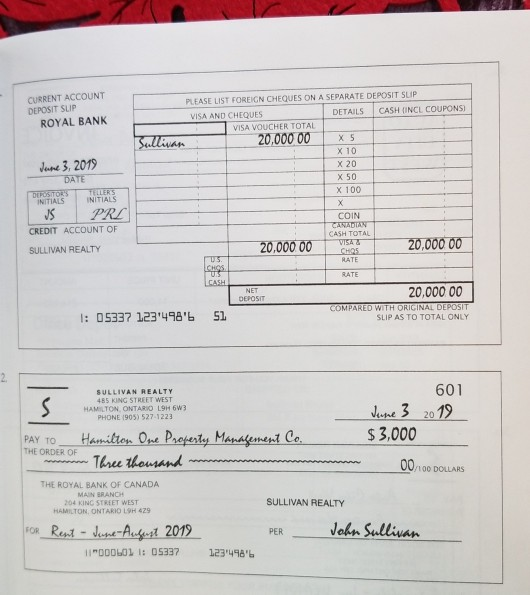 CURRENT ACCOUNT
DEPOSIT SLIP
ROYAL BANK
June 3, 2019
DATE
DEPOSITOR'S INITIALS TELLER'S INITIALS
JS PRL
CREDIT ACCOUNT OF
SULLIVAN REALTY
PLEASE LIST FOREIGN CHEQUES ON A SEPARATE DEPOSIT SLIP
VISA AND CHEQUES DETAILS CASH (INCL COUPONS)
VISA VOUCHER TOTAL
Sullivan 20,000 00 X 5
X 10
X 20
X 50
X 100
X
COIN
CANADIAN CASH TOTAL
20,000 00 VISA & CHQS 20,000 00
U.S. CHQS RATE
U.S. CASH RATE
NET DEPOSIT 20,000 00
COMPARED WITH ORIGINAL DEPOSIT
SLIP AS TO TOTAL ONLY
|: 05337 123'498'6 51
2
S
SULLIVAN REALTY
485 KING STREET WEST
HAMILTON, ONTARIO L9H 6W3
PHONE (905) 527-1223
601
June 3 2019
PAY TO THE ORDER OF Hamilton One Property Management Co. $ 3,000
Three thousand 00/100 DOLLARS
THE ROYAL BANK OF CANADA
MAIN BRANCH
204 KING STREET WEST
HAMILTON, ONTARIO L9H 4Z9
SULLIVAN REALTY
FOR Rent - June-August 2019 PER John Sullivan
||"000601 |: 05337 123'498'6